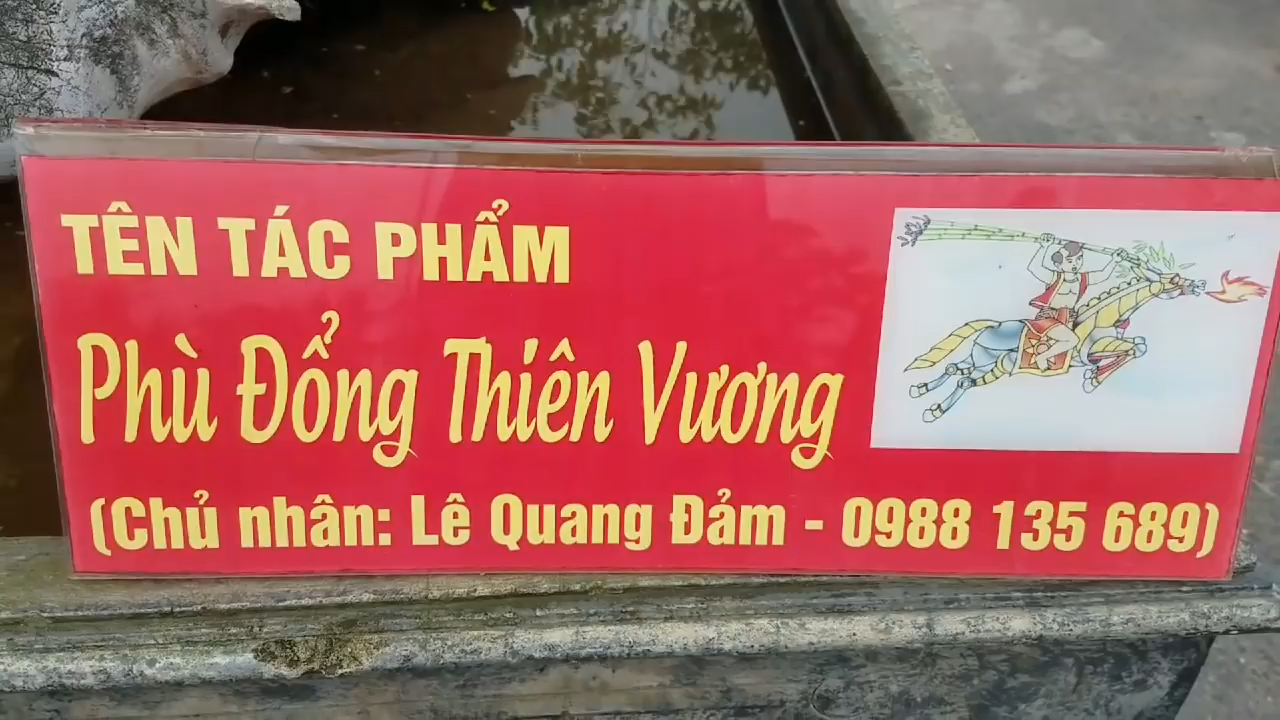 TÊN TÁC PHẨM
Phù Đổng Thiên Vương
(Chủ nhân: Lê Quang Đảm - 0988 135 689)